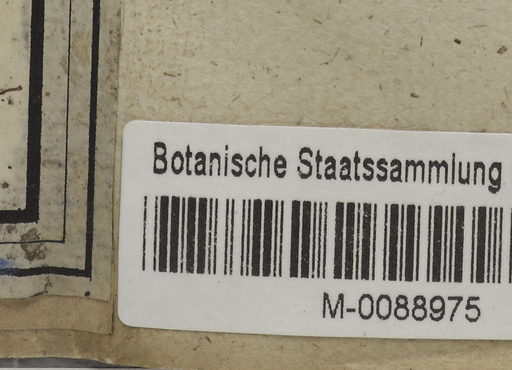 Botanische Staatssammlung
M-0088975